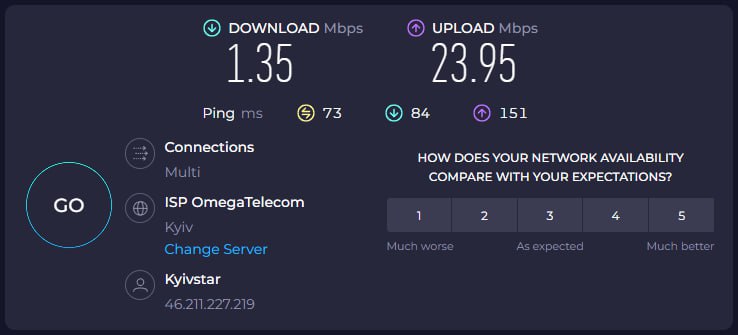 DOWNLOAD Mbps
1.35
UPLOAD Mbps
23.95
Ping ms 73 84 151
Connections
Multi
ISP OmegaTelecom
Kyiv
Change Server
Kyivstar
46.211.227.219
GO
HOW DOES YOUR NETWORK AVAILABILITY
COMPARE WITH YOUR EXPECTATIONS?
1 2 3 4 5
Much worse As expected Much better